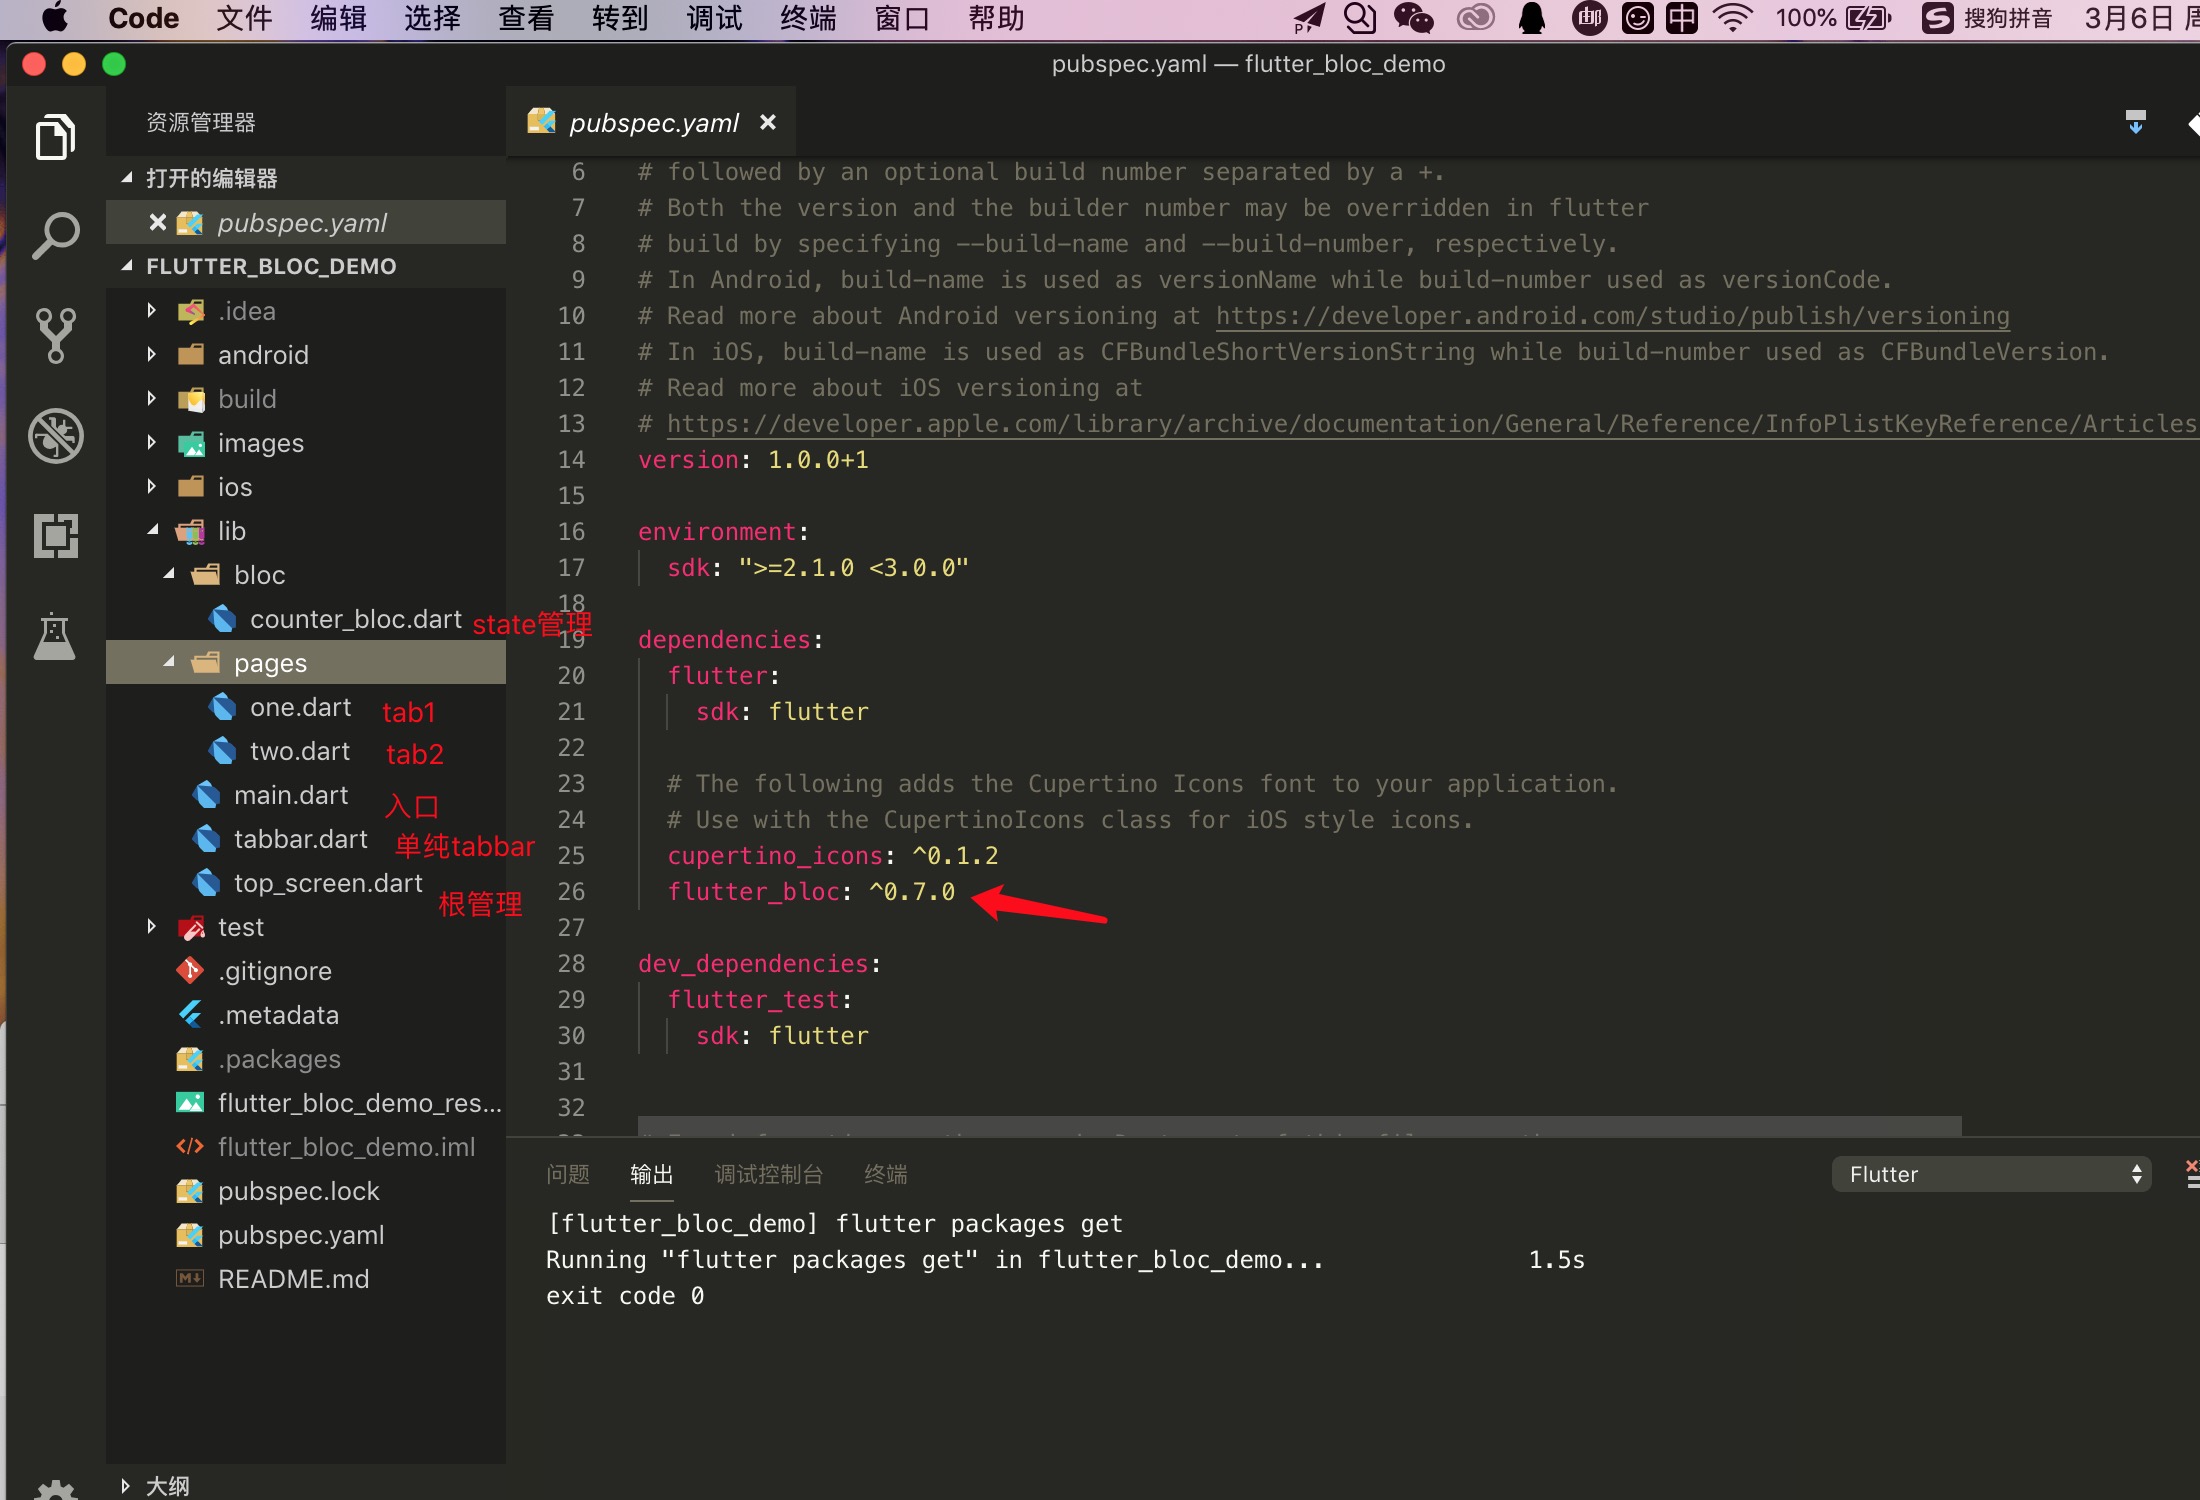 Code 文件 编辑 选择 查看 转到 调试 终端 窗口 帮助 中 100% 搜狗拼音 3月6日
pubspec.yaml — flutter_bloc_demo
资源管理器
pubspec.yaml
打开的编辑器
pubspec.yaml
FLUTTER_BLOC_DEMO
.idea
android
build
images
ios
lib
bloc
counter_bloc.dart state管理
pages
one.dart tab1
two.dart tab2
main.dart 入口
tabbar.dart 单纯tabbar
top_screen.dart 根管理
test
.gitignore
.metadata
.packages
flutter_bloc_demo_res...
flutter_bloc_demo.iml
pubspec.lock
pubspec.yaml
README.md
大纲
6 # followed by an optional build number separated by a +.
7 # Both the version and the builder number may be overridden in flutter
8 # build by specifying --build-name and --build-number, respectively.
9 # In Android, build-name is used as versionName while build-number used as versionCode.
10 # Read more about Android versioning at https://developer.android.com/studio/publish/versioning
11 # In iOS, build-name is used as CFBundleShortVersionString while build-number used as CFBundleVersion.
12 # Read more about iOS versioning at
13 # https://developer.apple.com/library/archive/documentation/General/Reference/InfoPlistKeyReference/Articles
14 version: 1.0.0+1
15
16 environment:
17 sdk: ">=2.1.0 <3.0.0"
18
19 dependencies:
20 flutter:
21 sdk: flutter
22
23 # The following adds the Cupertino Icons font to your application.
24 # Use with the CupertinoIcons class for iOS style icons.
25 cupertino_icons: ^0.1.2
26 flutter_bloc: ^0.7.0
27
28 dev_dependencies:
29 flutter_test:
30 sdk: flutter
31
32
问题 输出 调试控制台 终端 Flutter
[flutter_bloc_demo] flutter packages get
Running "flutter packages get" in flutter_bloc_demo... 1.5s
exit code 0